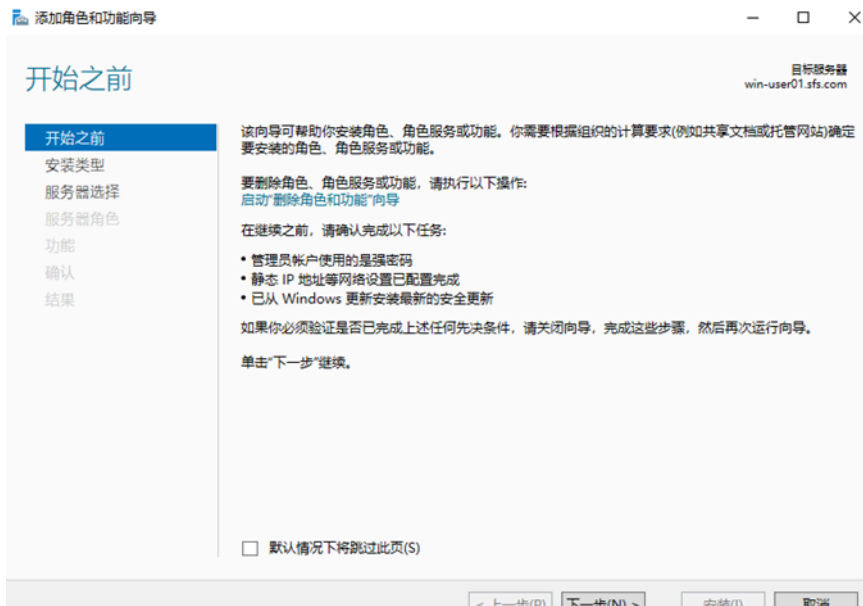 添加角色和功能向导
开始之前
目标服务器
win-user01.sfs.com
开始之前
安装类型
服务器选择
服务器角色
功能
确认
结果
该向导可帮助你安装角色、角色服务或功能。你需要根据组织的计算要求(例如共享文档或托管网站)确定
要安装的角色、角色服务或功能。
要删除角色、角色服务或功能，请执行以下操作:
启动"删除角色和功能"向导
在继续之前，请确认完成以下任务:
• 管理员帐户使用的是强密码
• 静态 IP 地址等网络设置已配置完成
• 已从 Windows 更新安装最新的安全更新
如果你必须验证是否已完成上述任何先决条件，请关闭向导，完成这些步骤，然后再次运行向导。
单击"下一步"继续。
默认情况下将跳过此页(S)
< 上一步(P) 下一步(N) > 安装(I) 取消